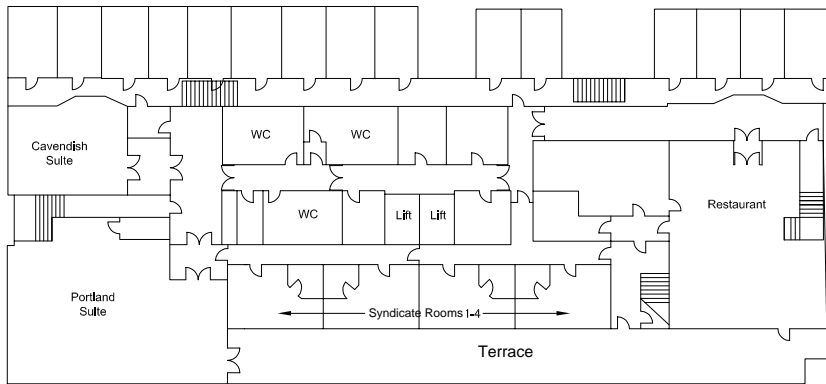 WC
WC
Cavendish
Suite
WC
Lift
Lift
Restaurant
Portland
Suite
Syndicate Rooms 1-4
Terrace